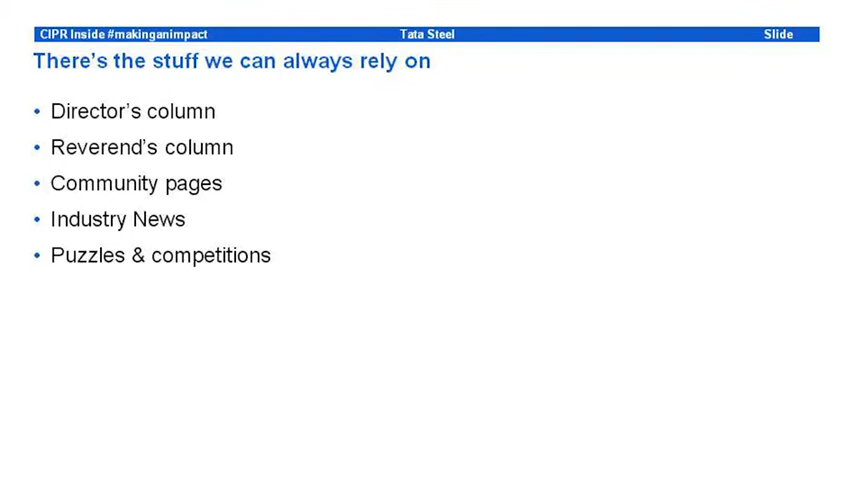 CIPR Inside #makinganimpact Tata Steel Slide
There's the stuff we can always rely on
• Director's column
• Reverend's column
• Community pages
• Industry News
• Puzzles & competitions